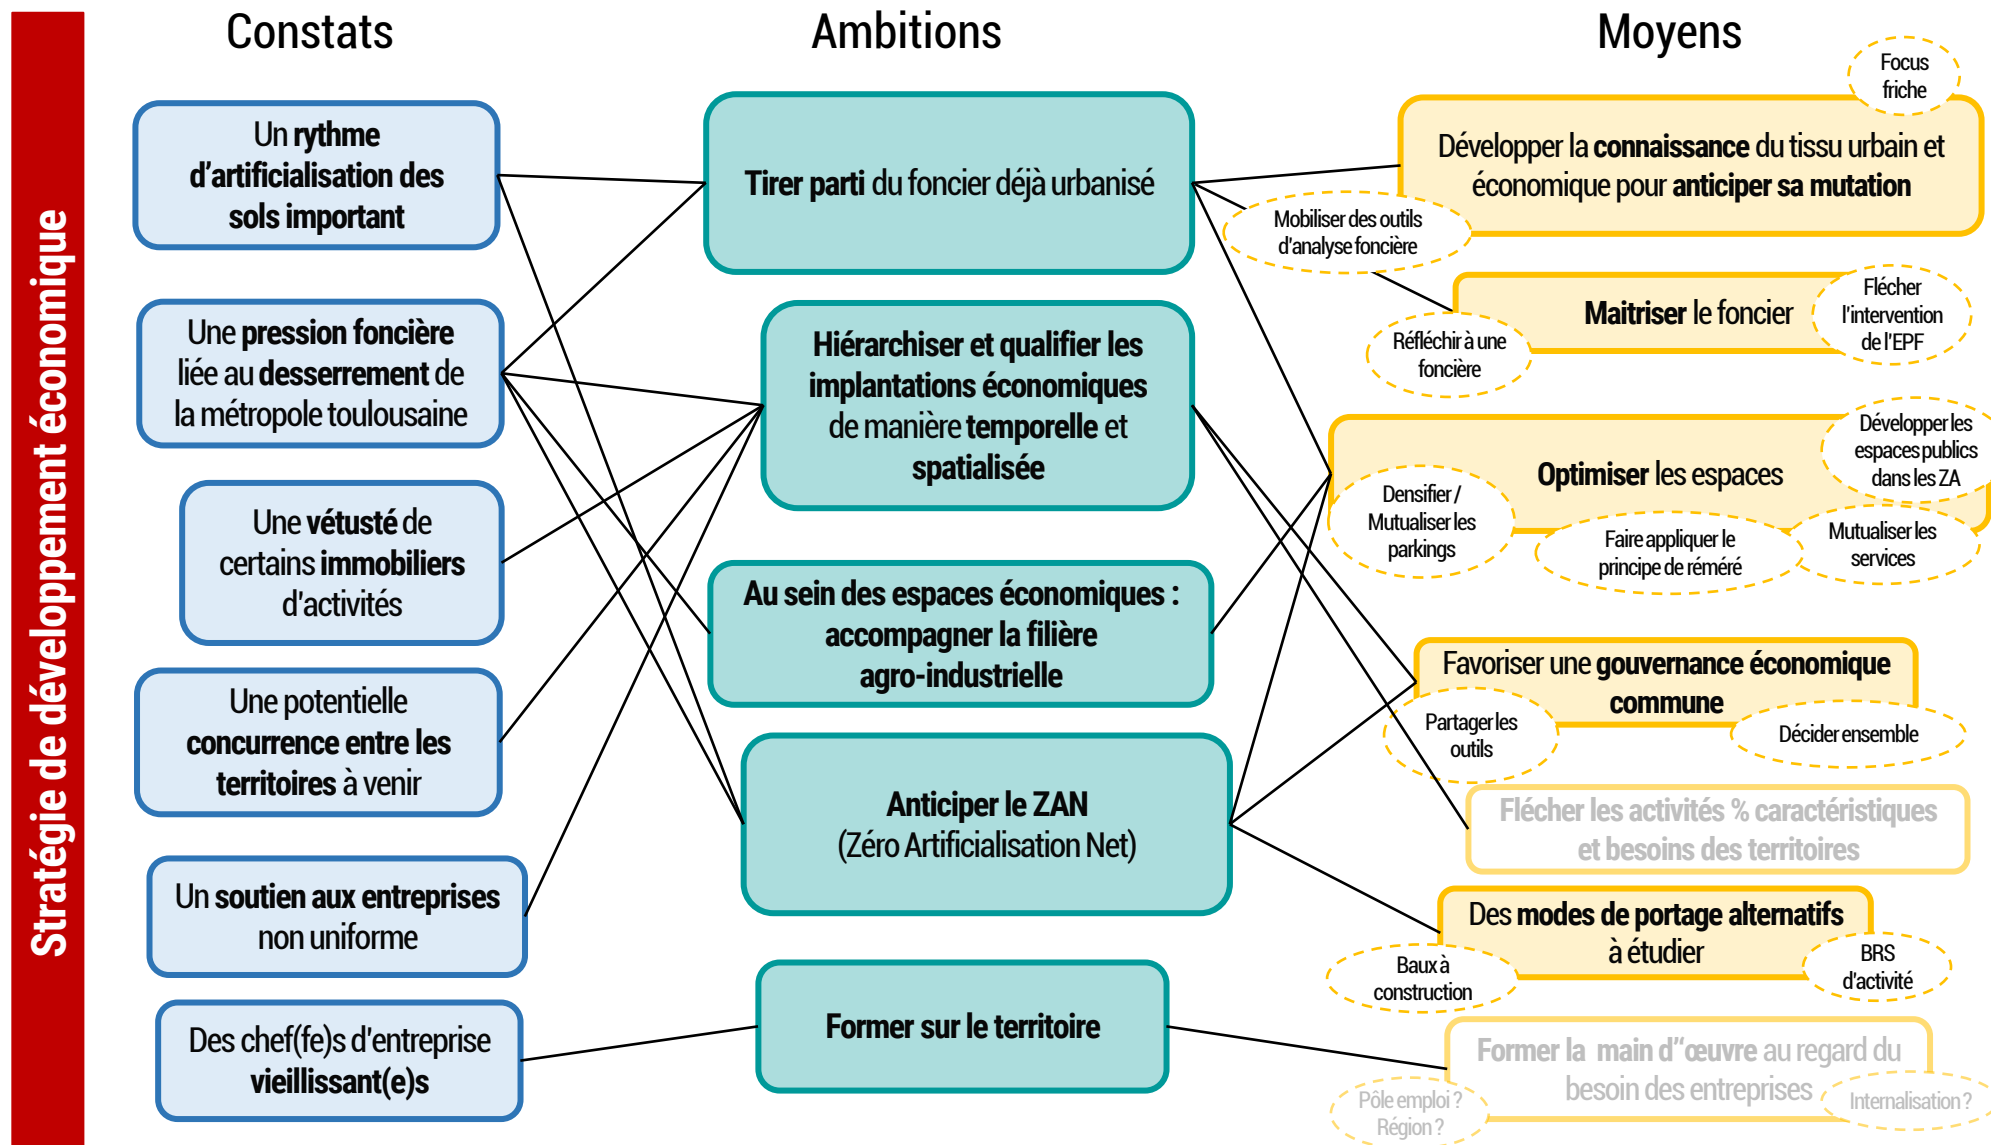 Stratégie de développement économique
Constats
Un rythme
d'artificialisation des
sols important
Une pression foncière
liée au desserrement de
la métropole toulousaine
Une vétusté de
certains immobiliers
d'activités
Une potentielle
concurrence entre les
territoires à venir
Un soutien aux entreprises
non uniforme
Des chef(fe)s d'entreprise
vieillissant(e)s
Ambitions
Tirer parti du foncier déjà urbanisé
Hiérarchiser et qualifier les
implantations économiques
de manière temporelle et
spatialisée
Au sein des espaces économiques :
accompagner la filière
agro-industrielle
Anticiper le ZAN
(Zéro Artificialisation Net)
Former sur le territoire
Moyens
Focus
friche
Développer la connaissance du tissu urbain et
économique pour anticiper sa mutation
Mobiliser des outils
d'analyse foncière
Maitriser le foncier
Flécher
l'intervention
de l'EPF
Réfléchir à une
foncière
Optimiser les espaces
Développer les
espaces publics
dans les ZA
Densifier /
Mutualiser les
parkings
Faire appliquer le
principe de réméré
Mutualiser les
services
Favoriser une gouvernance économique
commune
Partager les
outils
Décider ensemble
Flécher les activités % caractéristiques
et besoins des territoires
Des modes de portage alternatifs
à étudier
Baux à
construction
BRS
d'activité
Former la main d''œuvre au regard du
besoin des entreprises
Pôle emploi ?
Région ?
Internalisation ?